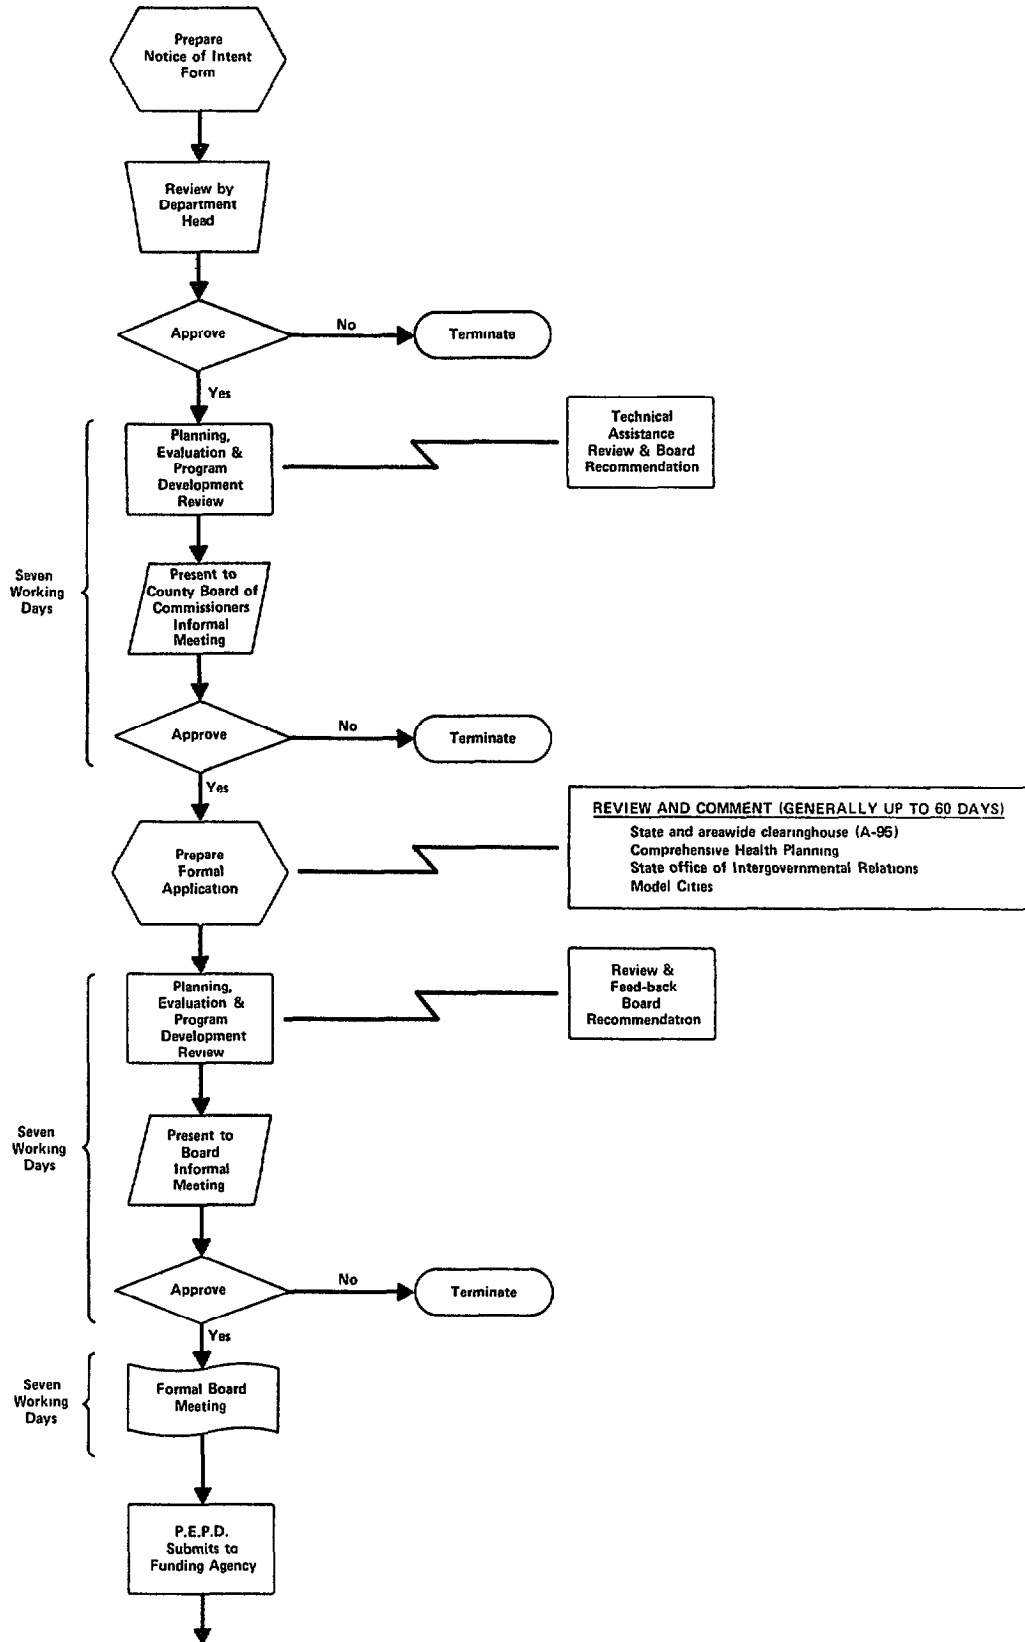 Prepare
Notice of Intent
Form
Review by
Department
Head
Approve
No
Terminate
Yes
Planning,
Evaluation &
Program
Development
Review
Technical
Assistance
Review & Board
Recommendation
Seven
Working
Days
Present to
County Board of
Commissioners
Informal
Meeting
Approve
No
Terminate
Yes
Prepare
Formal
Application
REVIEW AND COMMENT (GENERALLY UP TO 60 DAYS)
State and areawide clearinghouse (A-95)
Comprehensive Health Planning
State office of Intergovernmental Relations
Model Cities
Planning,
Evaluation &
Program
Development
Review
Review &
Feed-back
Board
Recommendation
Seven
Working
Days
Present to
Board
Informal
Meeting
Approve
No
Terminate
Yes
Seven
Working
Days
Formal Board
Meeting
P.E.P.D.
Submits to
Funding Agency